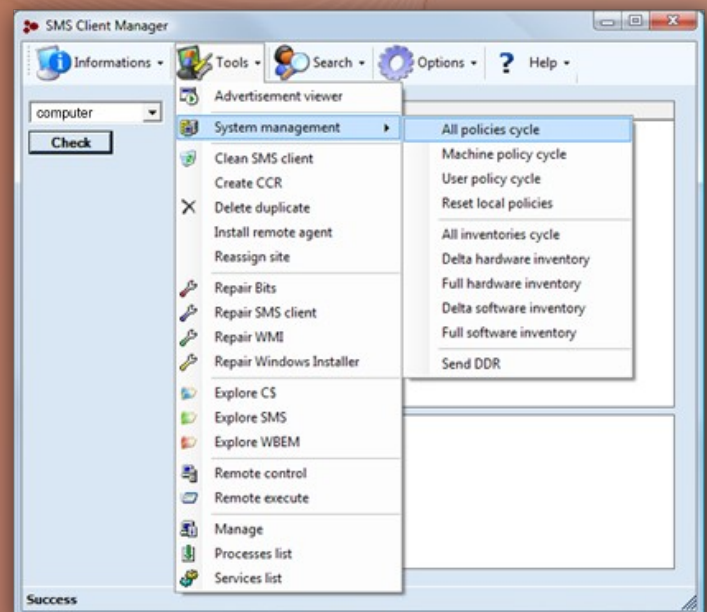 SMS Client Manager
Informations
Tools
Search
Options
Help
computer
Check
Advertisement viewer
System management
Clean SMS client
Create CCR
Delete duplicate
Install remote agent
Reassign site
Repair Bits
Repair SMS client
Repair WMI
Repair Windows Installer
Explore C$
Explore SMS
Explore WBEM
Remote control
Remote execute
Manage
Processes list
Services list
All policies cycle
Machine policy cycle
User policy cycle
Reset local policies
All inventories cycle
Delta hardware inventory
Full hardware inventory
Delta software inventory
Full software inventory
Send DDR
Success